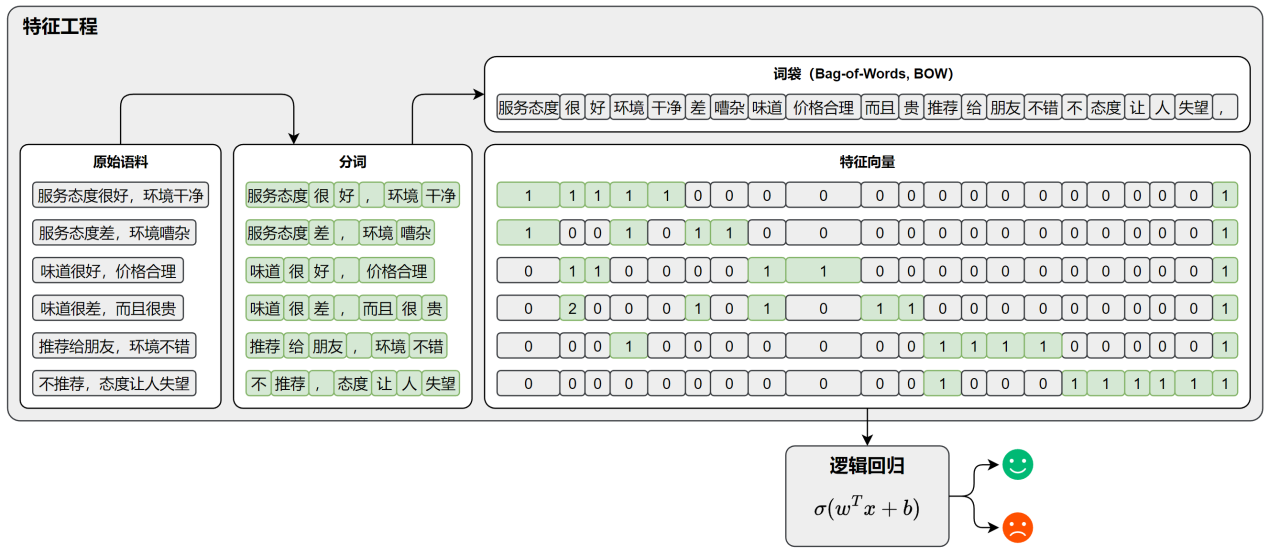 特征工程
词袋（Bag-of-Words, BOW）
服务态度 很 好 环境 干净 差 嘈杂 味道 价格合理 而且 贵 推荐 给 朋友 不错 不 态度 让 人 失望 ，
原始语料
服务态度很好，环境干净
服务态度差，环境嘈杂
味道很好，价格合理
味道很差，而且很贵
推荐给朋友，环境不错
不推荐，态度让人失望
分词
服务态度 很 好 ， 环境 干净
服务态度 差 ， 环境 嘈杂
味道 很 好 ， 价格合理
味道 很 差 ， 而且 很 贵
推荐 给 朋友 ， 环境 不错
不 推荐 ， 态度 让 人 失望
特征向量
1 1 1 1 1 0 0 0 0 0 0 0 0 0 0 0 0 0 0 0 1
1 0 0 1 0 1 1 0 0 0 0 0 0 0 0 0 0 0 0 0 1
0 1 1 0 0 0 0 1 1 0 0 0 0 0 0 0 0 0 0 0 1
0 2 0 0 0 1 0 1 0 1 1 0 0 0 0 0 0 0 0 0 1
0 0 0 1 0 0 0 0 0 0 0 1 1 1 1 0 0 0 0 0 1
0 0 0 0 0 0 0 0 0 0 0 1 0 0 0 1 1 1 1 1 1
逻辑回归
σ(wᵀx + b)